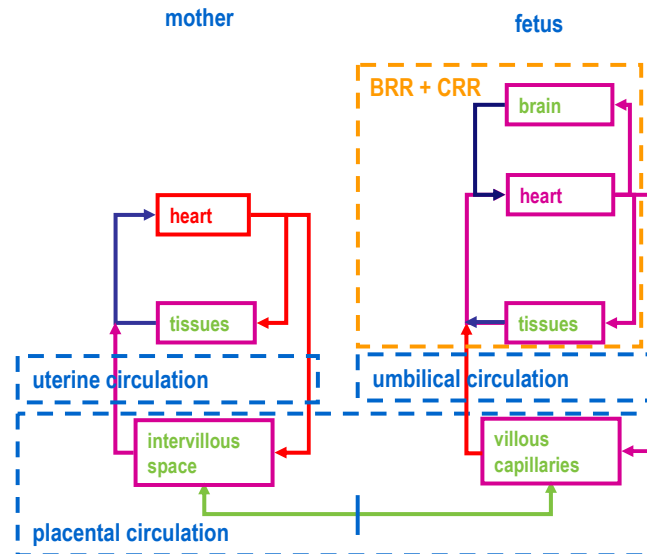 mother
fetus
BRR + CRR
brain
heart
heart
tissues
tissues
uterine circulation
umbilical circulation
intervillous
space
villous
capillaries
placental circulation